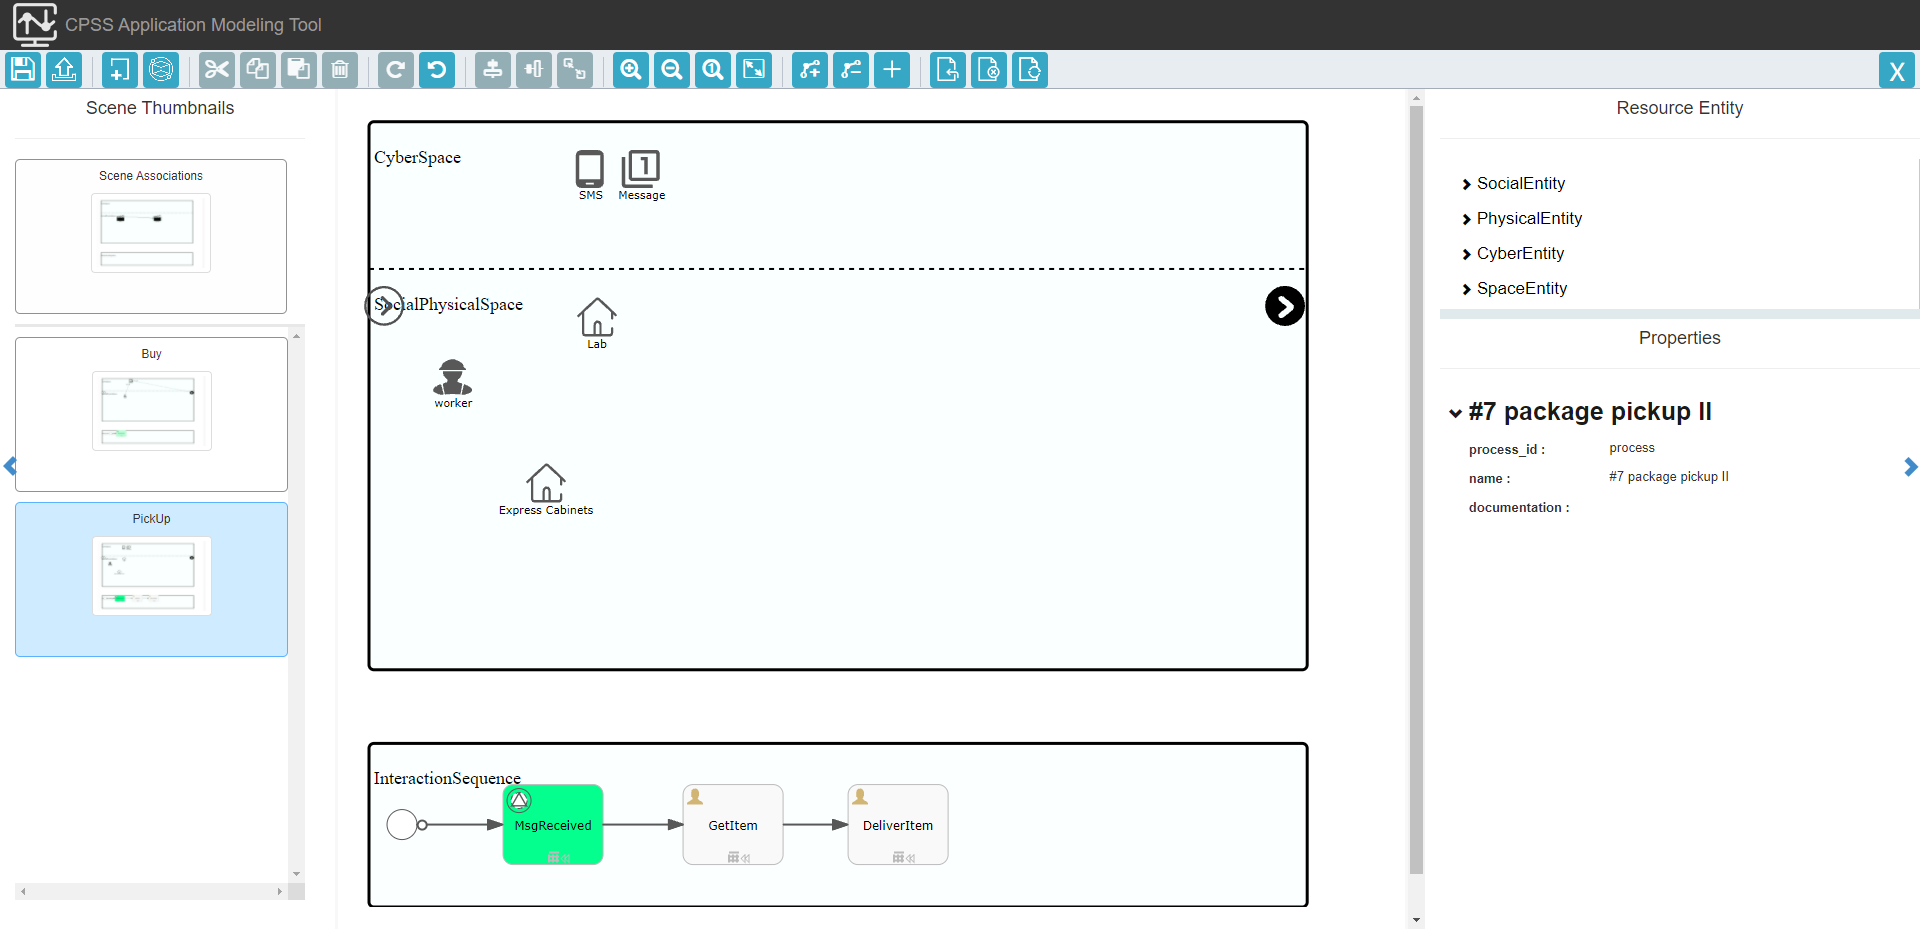 CPSS Application Modeling Tool
X
Scene Thumbnails
Scene Associations
Buy
PickUp
CyberSpace
1
SMS
Message
SocialPhysicalSpace
Lab
worker
Express Cabinets
InteractionSequence
MsgReceived
GetItem
DeliverItem
Resource Entity
SocialEntity
PhysicalEntity
CyberEntity
SpaceEntity
Properties
#7 package pickup II
process_id : process
name : #7 package pickup II
documentation :